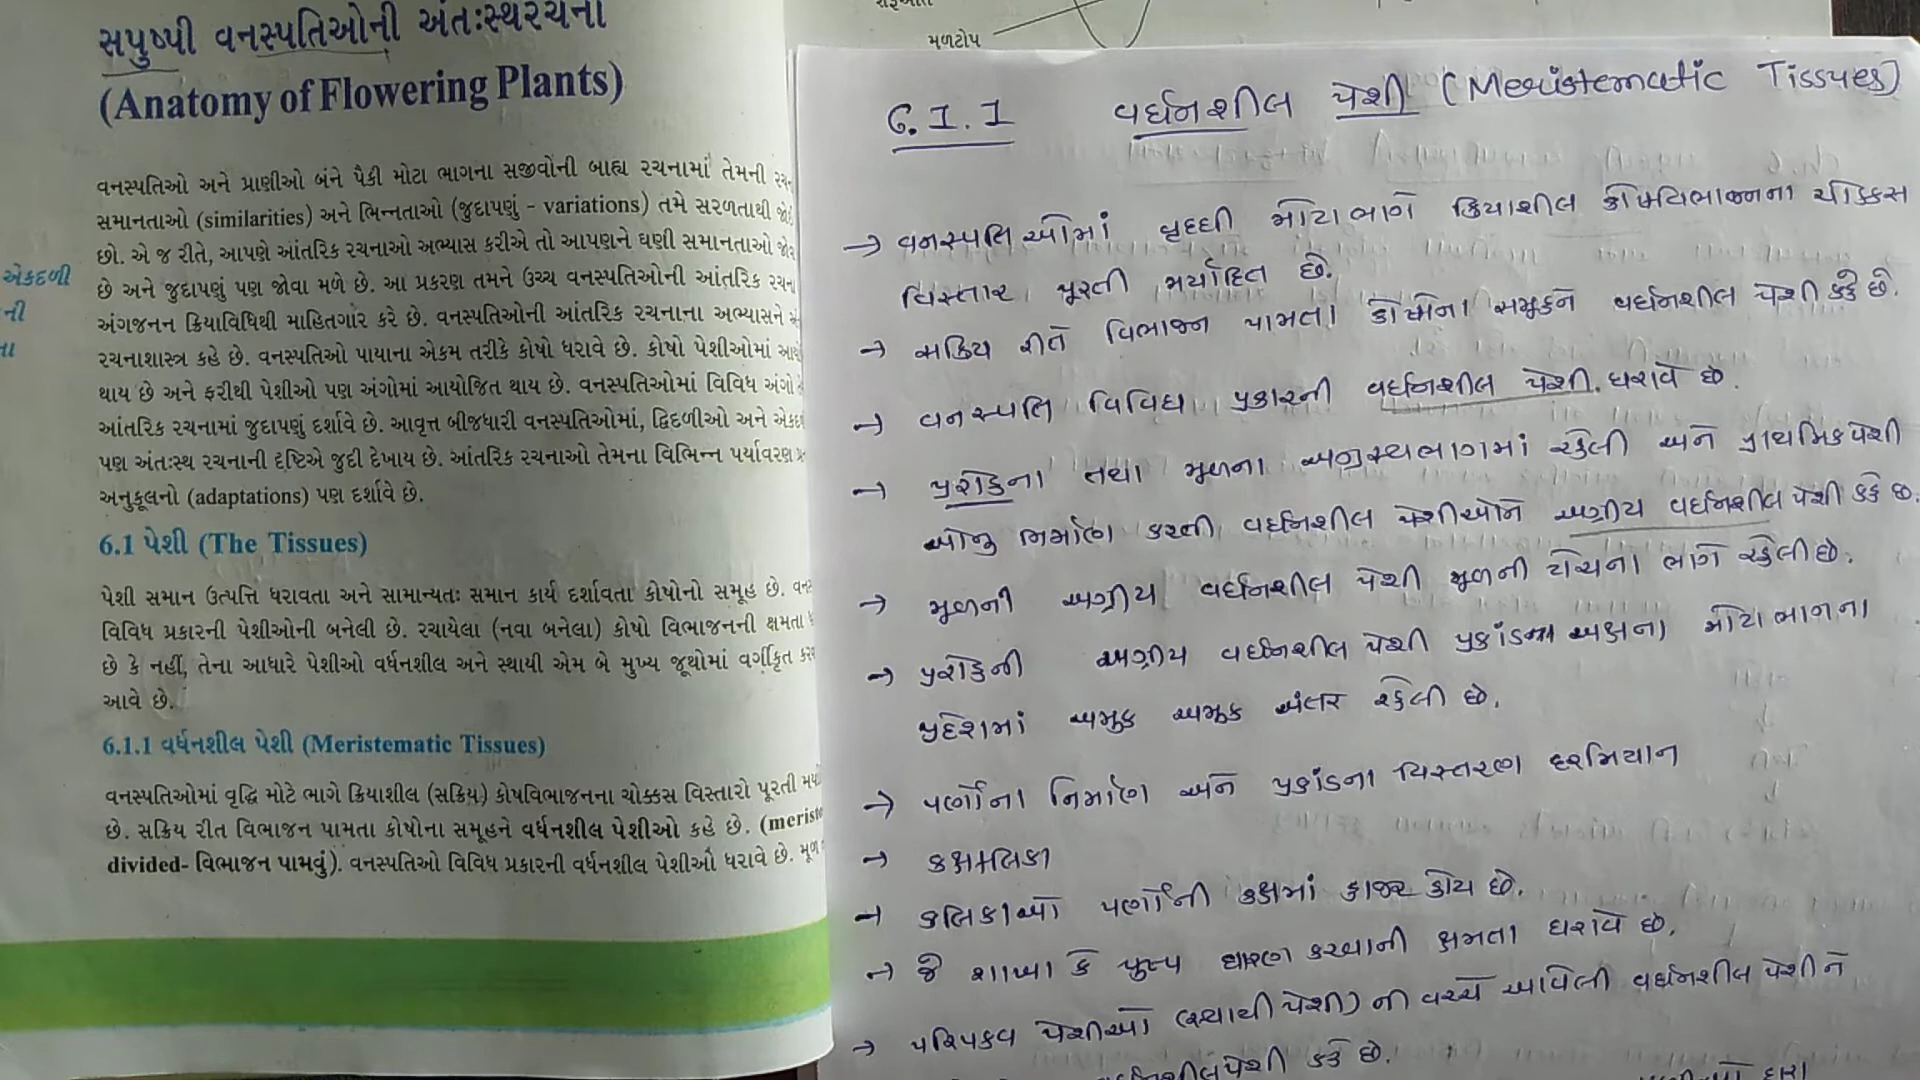 સપુષ્પી વનસ્પતિઓની અંતઃસ્થરચના
(Anatomy of Flowering Plants)
વનસ્પતિઓ અને પ્રાણીઓ બંને પૈકી મોટા ભાગના સજીવોની બાહ્ય રચનામાં તેમની
સમાનતાઓ (similarities) અને ભિન્નતાઓ (જુદાપણું - variations) તમે સરળતાથી
છો. એ જ રીતે, આપણે આંતરિક રચનાઓ અભ્યાસ કરીએ તો આપણને ઘણી સમાનતાઓ
છે અને જુદાપણું પણ જોવા મળે છે. આ પ્રકરણ તમને ઉચ્ચ વનસ્પતિઓની આંતરિક
અંગજનન ક્રિયાવિધિથી માહિતગાર કરે છે. વનસ્પતિઓની આંતરિક રચનાના અભ્યાસને
રચનાશાસ્ત્ર કહે છે. વનસ્પતિઓ પાયાના એકમ તરીકે કોષો ધરાવે છે. કોષો પેશીઓમાં
થાય છે અને ફરીથી પેશીઓ પણ અંગોમાં આયોજિત થાય છે. વનસ્પતિઓમાં વિવિધ અંગો
આંતરિક રચનામાં જુદાપણું દર્શાવે છે. આવૃત્ત બીજધારી વનસ્પતિઓમાં, દ્વિદળીઓ અને
પણ અંતઃસ્થ રચનાની દૃષ્ટિએ જુદી દેખાય છે. આંતરિક રચનાઓ તેમના વિભિન્ન પર્યાવરણ
અનુકૂલનો (adaptations) પણ દર્શાવે છે.
એકદળી
ની
6.1 પેશી (The Tissues)
પેશી સમાન ઉત્પત્તિ ધરાવતા અને સામાન્યતઃ સમાન કાર્ય દર્શાવતા કોષોનો સમૂહ છે.
વિવિધ પ્રકારની પેશીઓની બનેલી છે. રચાયેલા (નવા બનેલા) કોષો વિભાજનની ક્ષમતા
છે કે નહીં, તેના આધારે પેશીઓ વર્ધનશીલ અને સ્થાયી એમ બે મુખ્ય જૂથોમાં વર્ગીકૃત
આવે છે.
6.1.1 વર્ધનશીલ પેશી (Meristematic Tissues)
વનસ્પતિઓમાં વૃદ્ધિ મોટે ભાગે ક્રિયાશીલ (સક્રિય) કોષવિભાજનના ચોક્કસ વિસ્તારો પૂરતી
છે. સક્રિય રીત વિભાજન પામતા કોષોના સમૂહને વર્ધનશીલ પેશીઓ કહે છે.
divided- વિભાજન પામવું). વનસ્પતિઓ વિવિધ પ્રકારની વર્ધનશીલ પેશીઓ ધરાવે છે. મૂળ
મૂળટોપ
6.1.1 વર્ધનશીલ પેશી (Meristematic Tissues)
→ વનસ્પતિઓમાં વૃદ્ધી મોટાભાગે ક્રિયાશીલ કોષવિભાજનના ચોક્કસ
વિસ્તાર પૂરતી મર્યાદિત છે.
→ સક્રિય રીતે વિભાજન પામતા કોષોના સમૂહને વર્ધનશીલ પેશી કહે છે.
→ વનસ્પતિ વિવિધ પ્રકારની વર્ધનશીલ પેશી ધરાવે છે.
→ પ્રરોહના તથા મૂળના અગ્રસ્થભાગમાં રહેલી અને પ્રાથમિકપેશી
ઓનુ નિર્માણ કરતી વર્ધનશીલ પેશીઓને અગ્રીય વર્ધનશીલ પેશી કહે છે.
→ મૂળની અગ્રીય વર્ધનશીલ પેશી મૂળની ટોચના ભાગે રહેલી છે.
→ પ્રરોહની અગ્રીય વર્ધનશીલ પેશી પ્રકાંડના અક્ષના મોટાભાગના
પ્રદેશમાં અમુક અમુક અંતર રહેલી છે.
→ પર્ણોના નિર્માણ અને પ્રકાંડના વિસ્તરણ દરમિયાન
→ કક્ષકલિકા
→ કલિકાઓ પર્ણોની કક્ષમાં હાજર હોય છે.
→ જે શાખા કે પુષ્પ ધારણ કરવાની ક્ષમતા ધરાવે છે.
→ પરિપક્વ પેશીઓ (સ્થાયી પેશી) ની વચ્ચે આવેલી વર્ધનશીલ પેશીને
પેશી કહે છે.